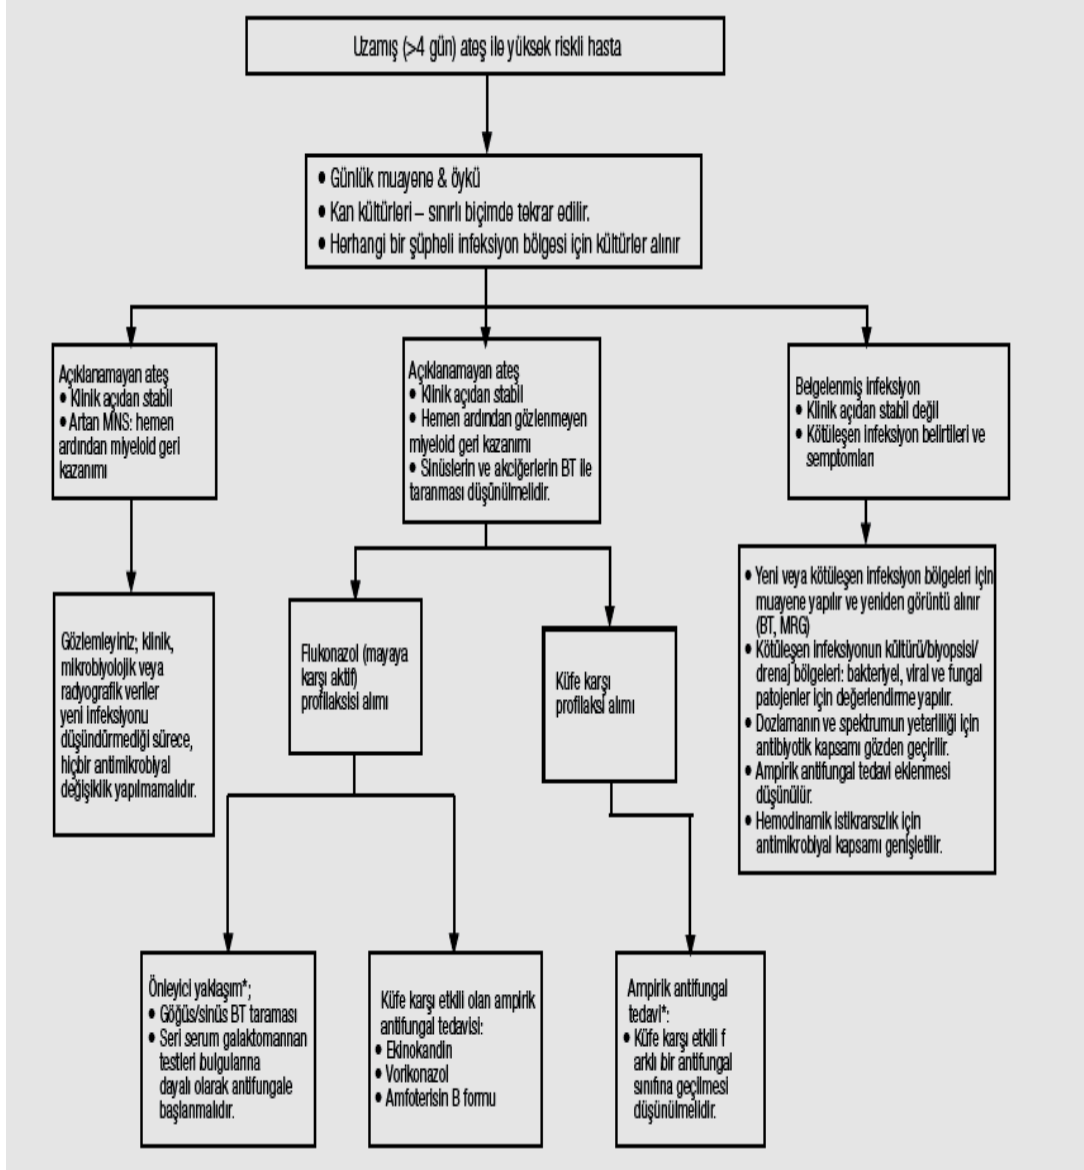 Uzamış (>4 gün) ateş ile yüksek riskli hasta
• Günlük muayene & öykü
• Kan kültürleri – sınırlı biçimde tekrar edilir.
• Herhangi bir şüpheli infeksiyon bölgesi için kültürler alınır
Açıklanamayan ateş
• Klinik açıdan stabil
• Artan MNS: hemen
ardından miyeloid geri
kazanımı
Açıklanamayan ateş
• Klinik açıdan stabil
• Hemen ardından gözlenmeyen
miyeloid geri kazanımı
• Sinüslerin ve akciğerlerin BT ile
taranması düşünülmelidir.
Belgelenmiş infeksiyon
• Klinik açıdan stabil değil
• Kötüleşen infeksiyon belirtileri ve
semptomları
Gözlemleyiniz; klinik,
mikrobiyolojik veya
radyografik veriler
yeni infeksiyonu
düşündürmediği sürece,
hiçbir antimikrobiyal
değişiklik yapılmamalıdır.
Flukonazol (mayaya
karşı aktif)
profilaksisi alımı
Küfe karşı
profilaksi alımı
• Yeni veya kötüleşen infeksiyon bölgeleri için
muayene yapılır ve yeniden görüntü alınır
(BT, MRG)
• Kötüleşen infeksiyonun kültürü/biyopsisi/
drenaj bölgeleri: bakteriyel, viral ve fungal
patojenler için değerlendirme yapılır.
• Dozlamanın ve spektrumun yeterliliği için
antibiyotik kapsamı gözden geçirilir.
• Ampirik antifungal tedavi eklenmesi
düşünülür.
• Hemodinamik istikrarsızlık için
antimikrobiyal kapsamı genişletilir.
Önleyici yaklaşım*;
• Göğüs/sinüs BT taraması
• Seri serum galaktomannan
testleri bulgularına
dayalı olarak antifungale
başlanmalıdır.
Küfe karşı etkili olan ampirik
antifungal tedavisi:
• Ekinokandin
• Vorikonazol
• Amfoterisin B formu
Ampirik antifungal
tedavi*:
• Küfe karşı etkili f
arklı bir antifungal
sınıfına geçilmesi
düşünülmelidir.